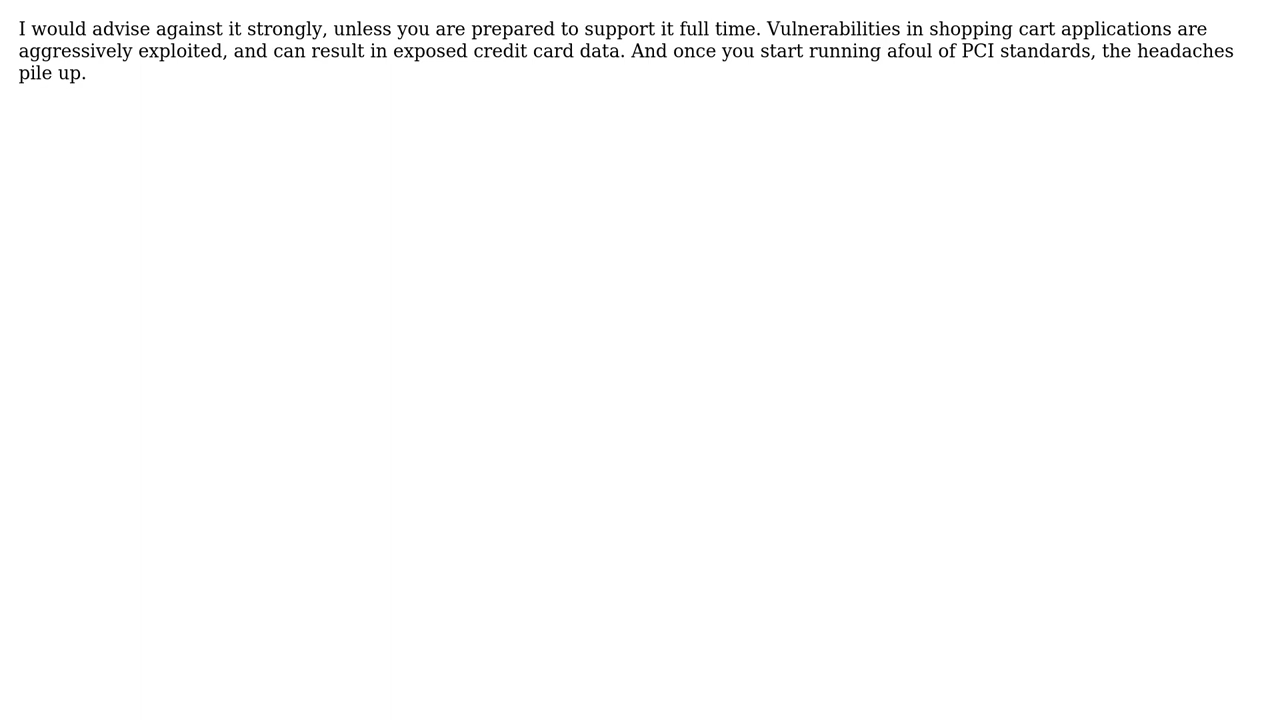 I would advise against it strongly, unless you are prepared to support it full time. Vulnerabilities in shopping cart applications are
aggressively exploited, and can result in exposed credit card data. And once you start running afoul of PCI standards, the headaches
pile up.